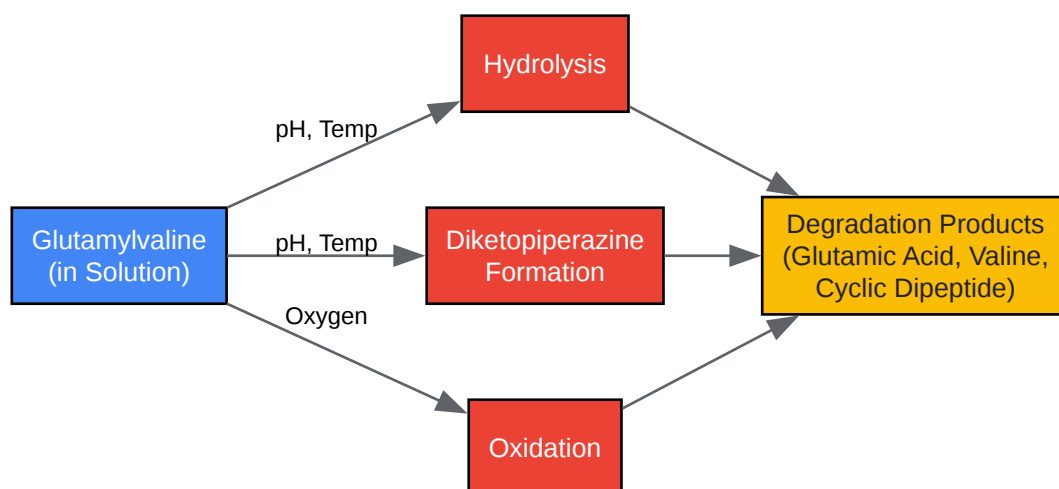 Hydrolysis
pH, Temp
Glutamylvaline
(in Solution)
pH, Temp
Diketopiperazine
Formation
Degradation Products
(Glutamic Acid, Valine,
Cyclic Dipeptide)
Oxygen
Oxidation